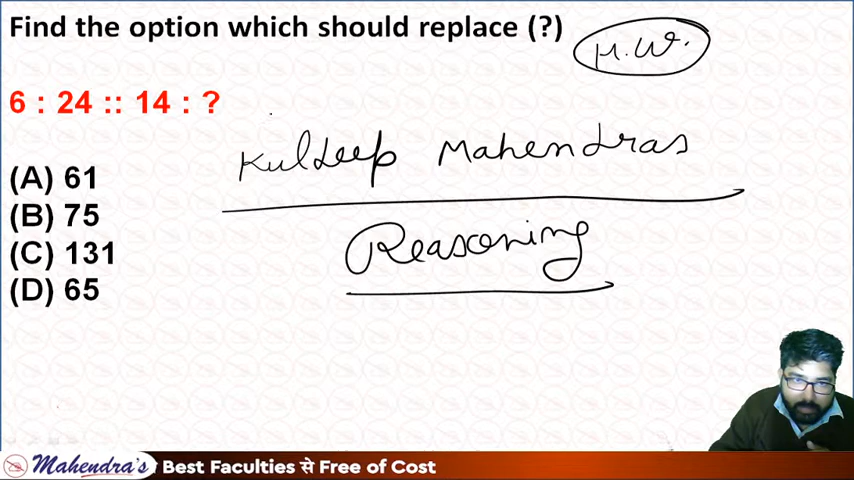 Find the option which should replace (?)
H.W.
6 : 24 :: 14 : ?
Kuldeep Mahendras
Reasoning
(A) 61
(B) 75
(C) 131
(D) 65
Mahendra's Best Faculties से Free of Cost